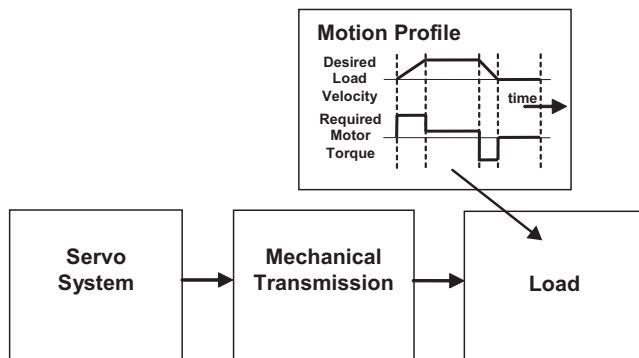 Motion Profile
Desired
Load
Velocity
time
Required
Motor
Torque
Servo
System
Mechanical
Transmission
Load